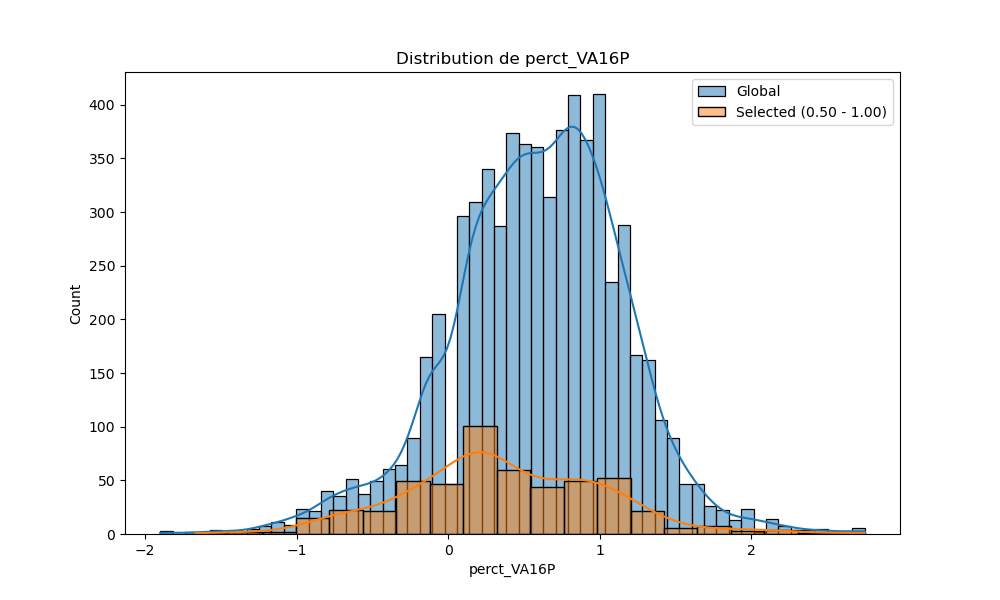 Distribution de perct_VA16P
Global
Selected (0.50 - 1.00)
400
350
300
250
200
150
100
50
0
Count
−2
−1
0
1
2
perct_VA16P